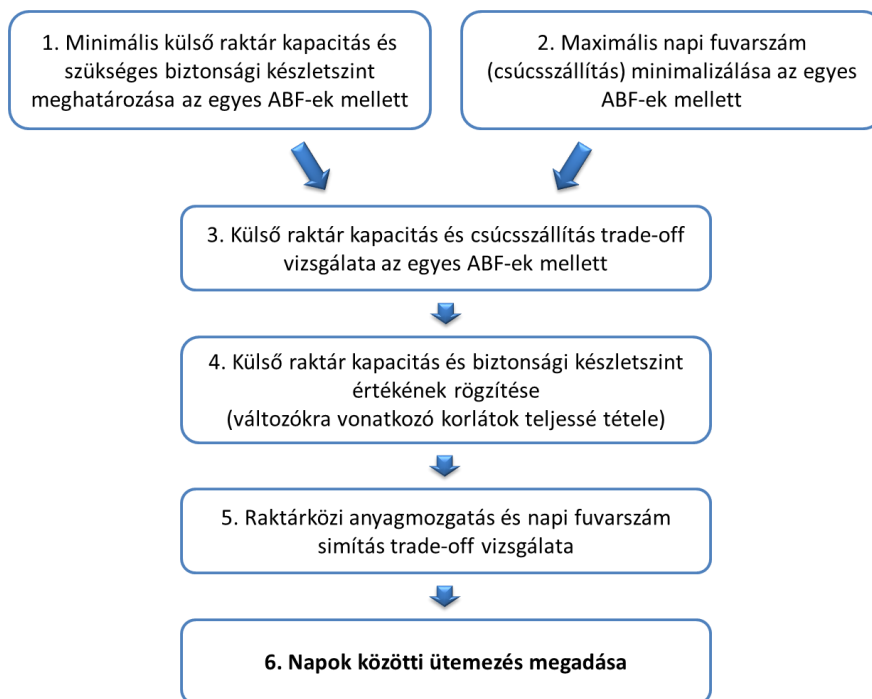 1. Minimális külső raktár kapacitás és
szükséges biztonsági készletszint
meghatározása az egyes ABF-ek mellett
2. Maximális napi fuvarszám
(csúcsszállítás) minimalizálása az egyes
ABF-ek mellett
3. Külső raktár kapacitás és csúcsszállítás trade-off
vizsgálata az egyes ABF-ek mellett
4. Külső raktár kapacitás és biztonsági készletszint
értékének rögzítése
(változókra vonatkozó korlátok teljessé tétele)
5. Raktárközi anyagmozgatás és napi fuvarszám
simítás trade-off vizsgálata
6. Napok közötti ütemezés megadása